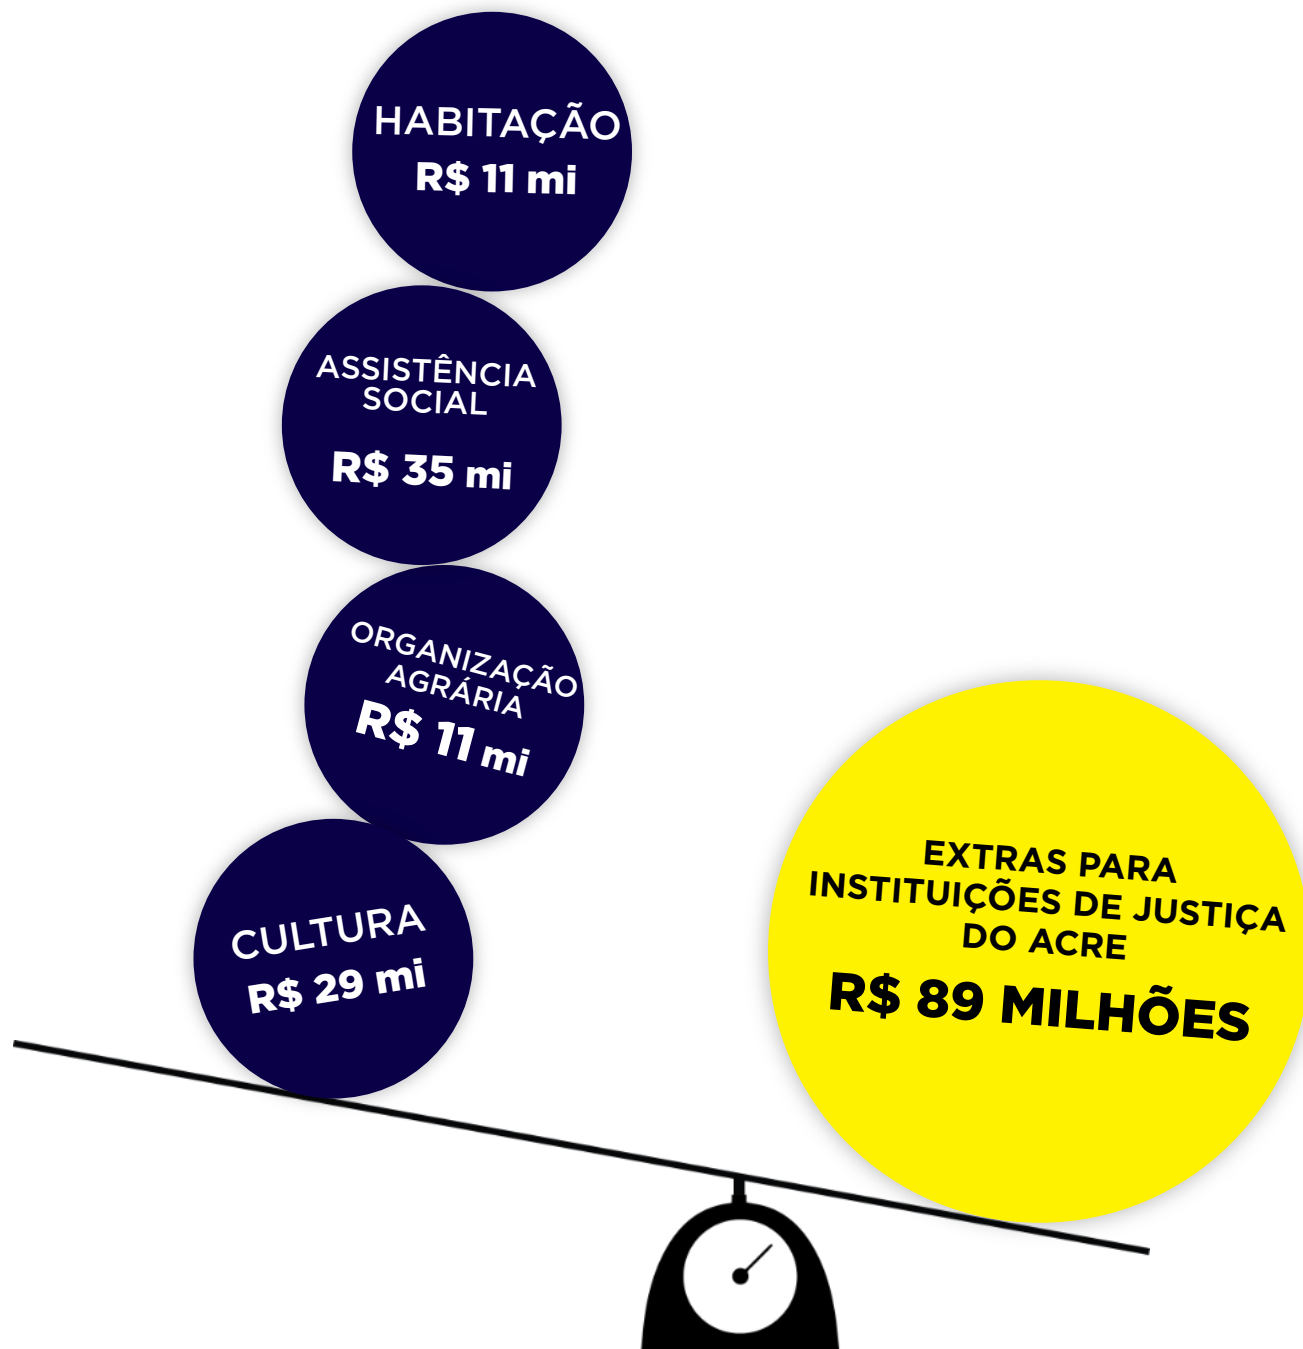 HABITAÇÃO
R$ 11 mi
ASSISTÊNCIA
SOCIAL
R$ 35 mi
ORGANIZAÇÃO
AGRÁRIA
R$ 11 mi
CULTURA
R$ 29 mi
EXTRAS PARA
INSTITUIÇÕES DE JUSTIÇA
DO ACRE
R$ 89 MILHÕES